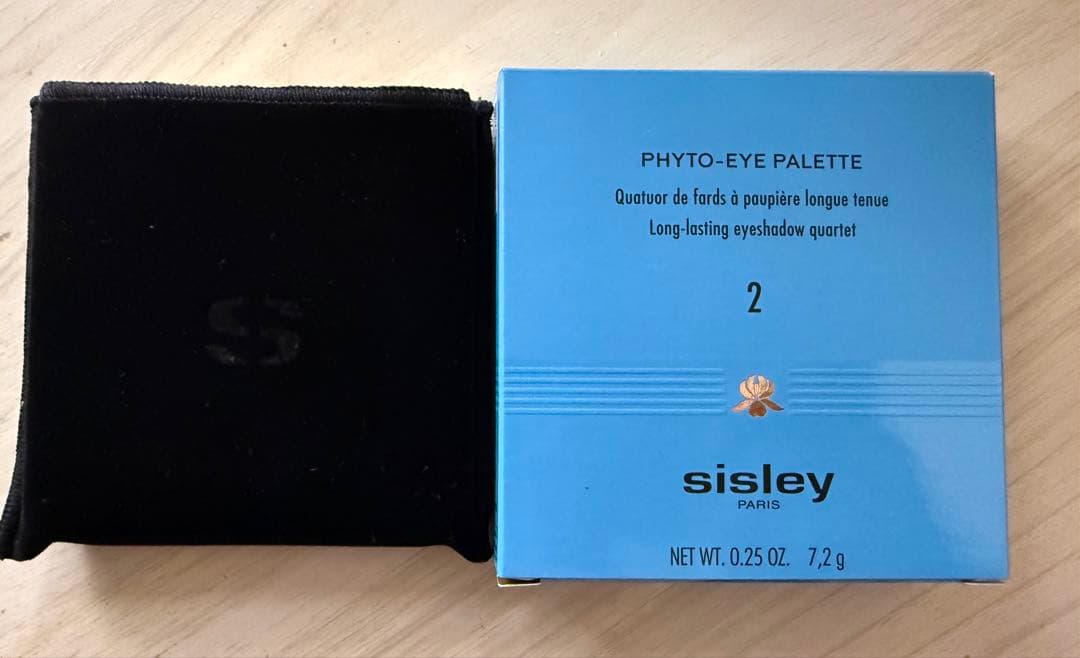 S
PHYTO-EYE PALETTE
Quatuor de fards à paupière longue tenue
Long-lasting eyeshadow quartet
2
sisley
PARIS
NET WT. 0.25 OZ. 7,2 g